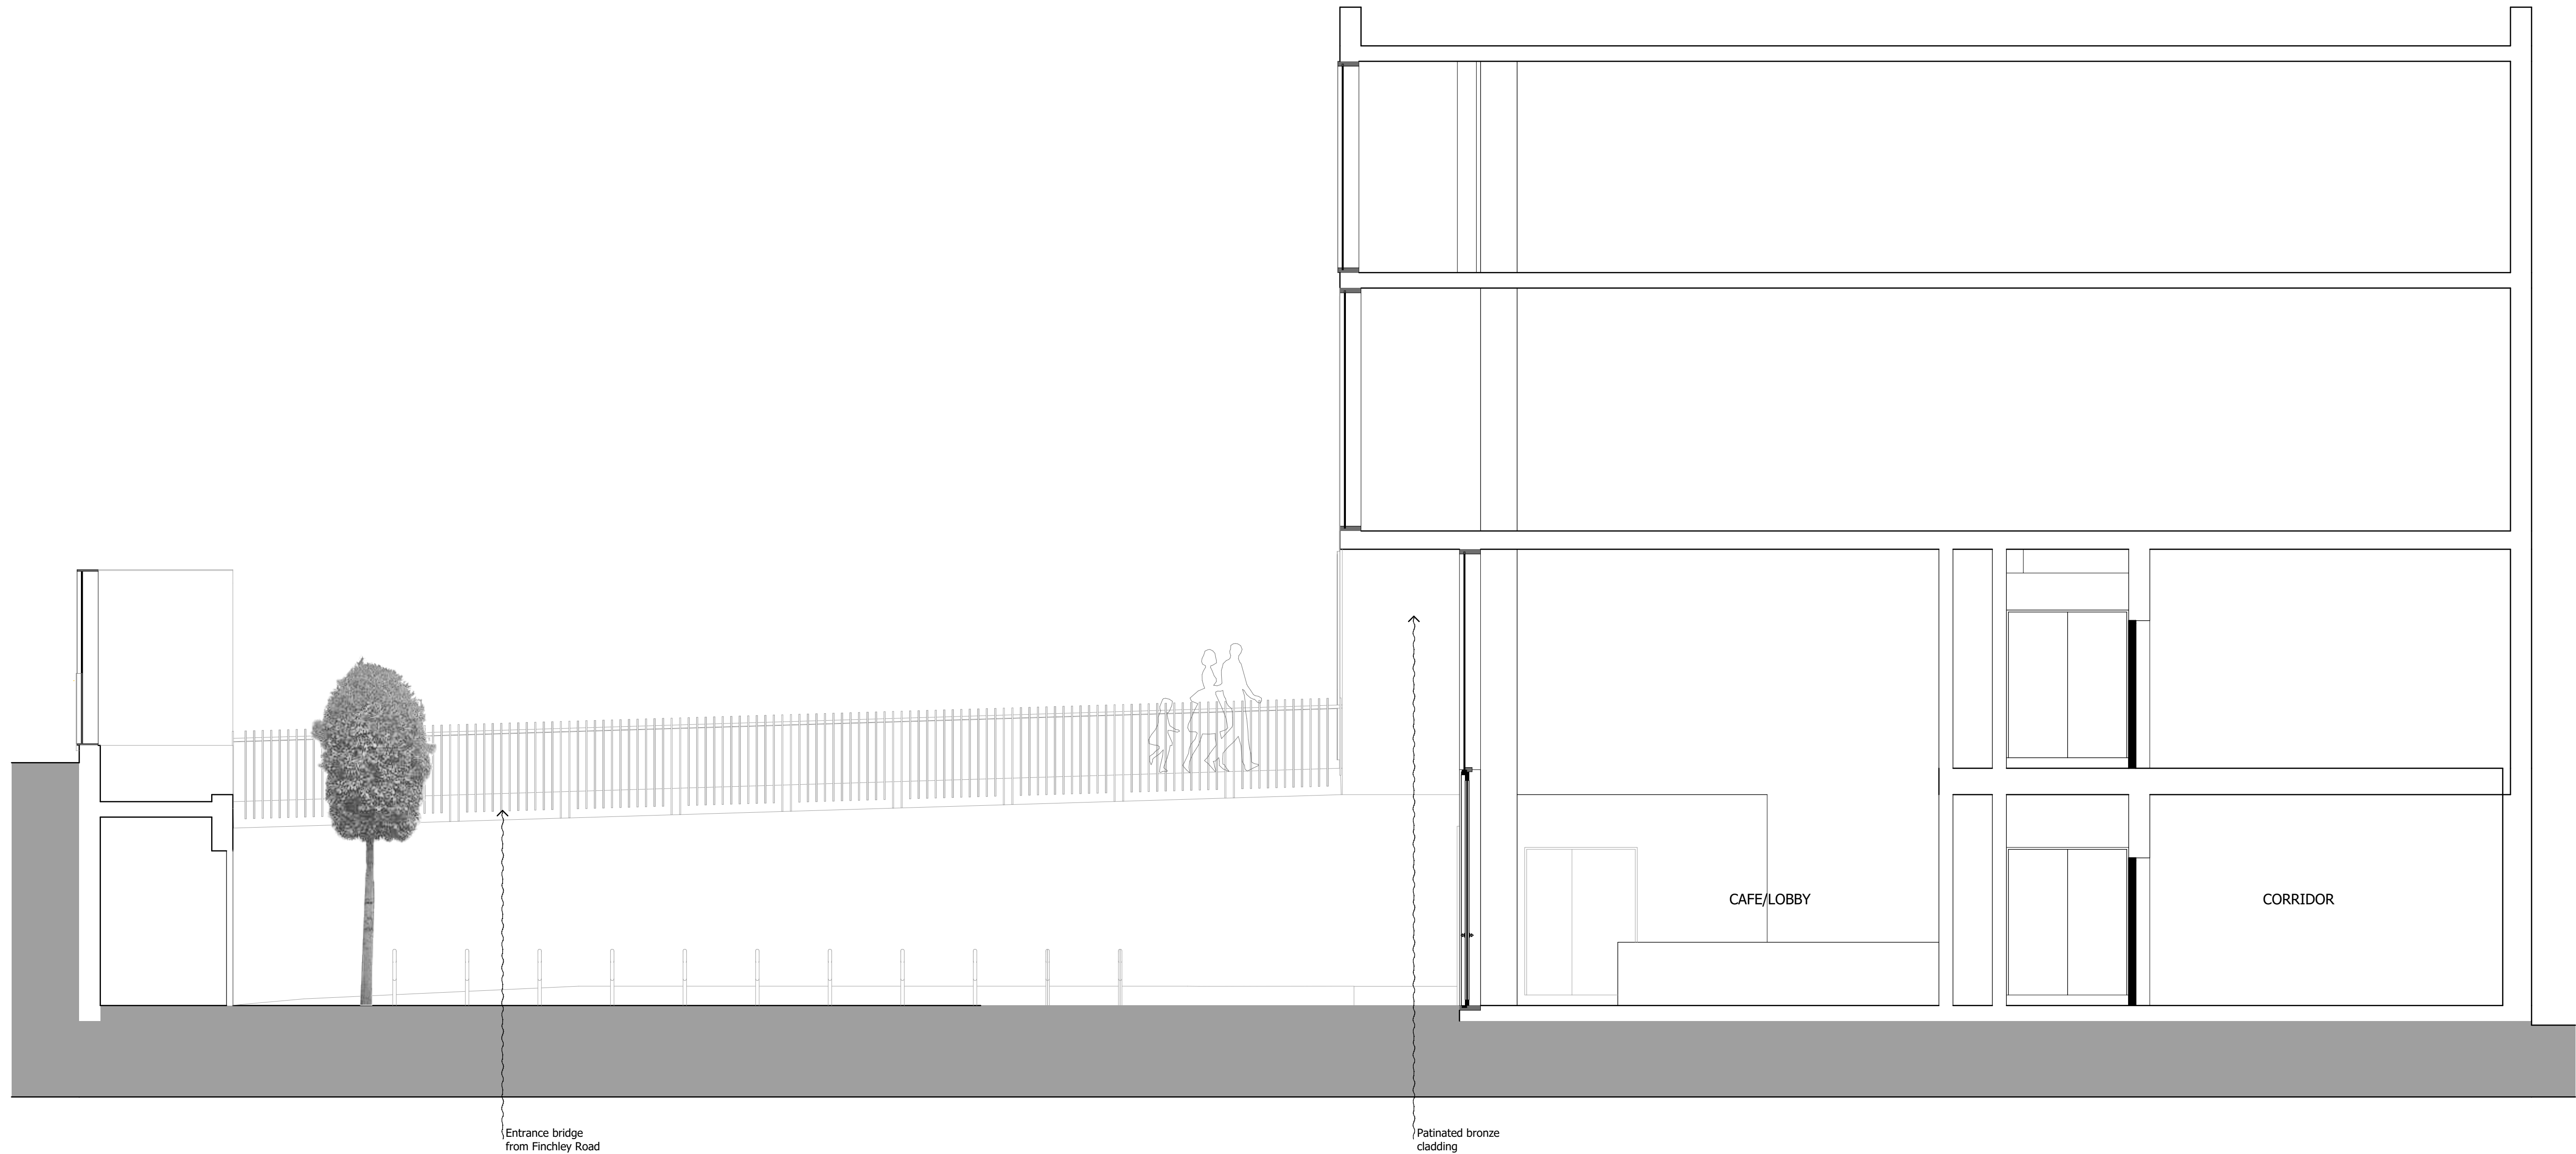 CAFE/LOBBY
CORRIDOR
Entrance bridge
from Finchley Road
Patinated bronze
cladding